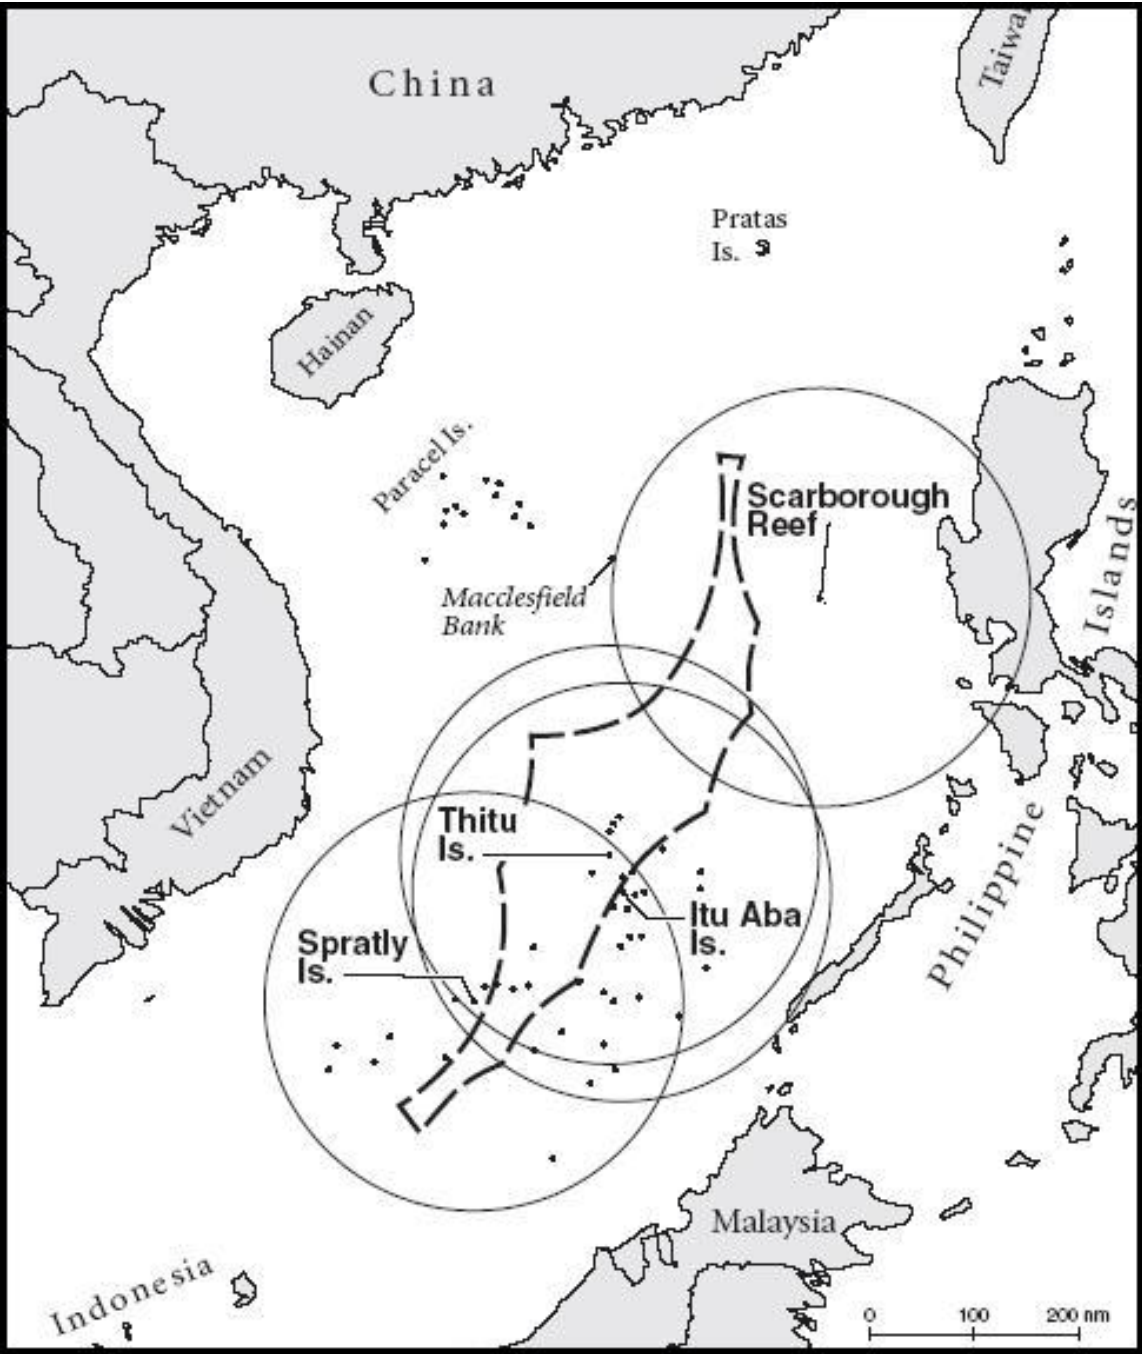 China
Taiwa
Pratas
Is.
Hainan
Paracel Is.
Scarborough
Reef
Macclesfield
Bank
Islands
Vietnam
Thitu
Is.
Philippine
Itu Aba
Is.
Spratly
Is.
Malaysia
Indonesia
0 100 200 nm